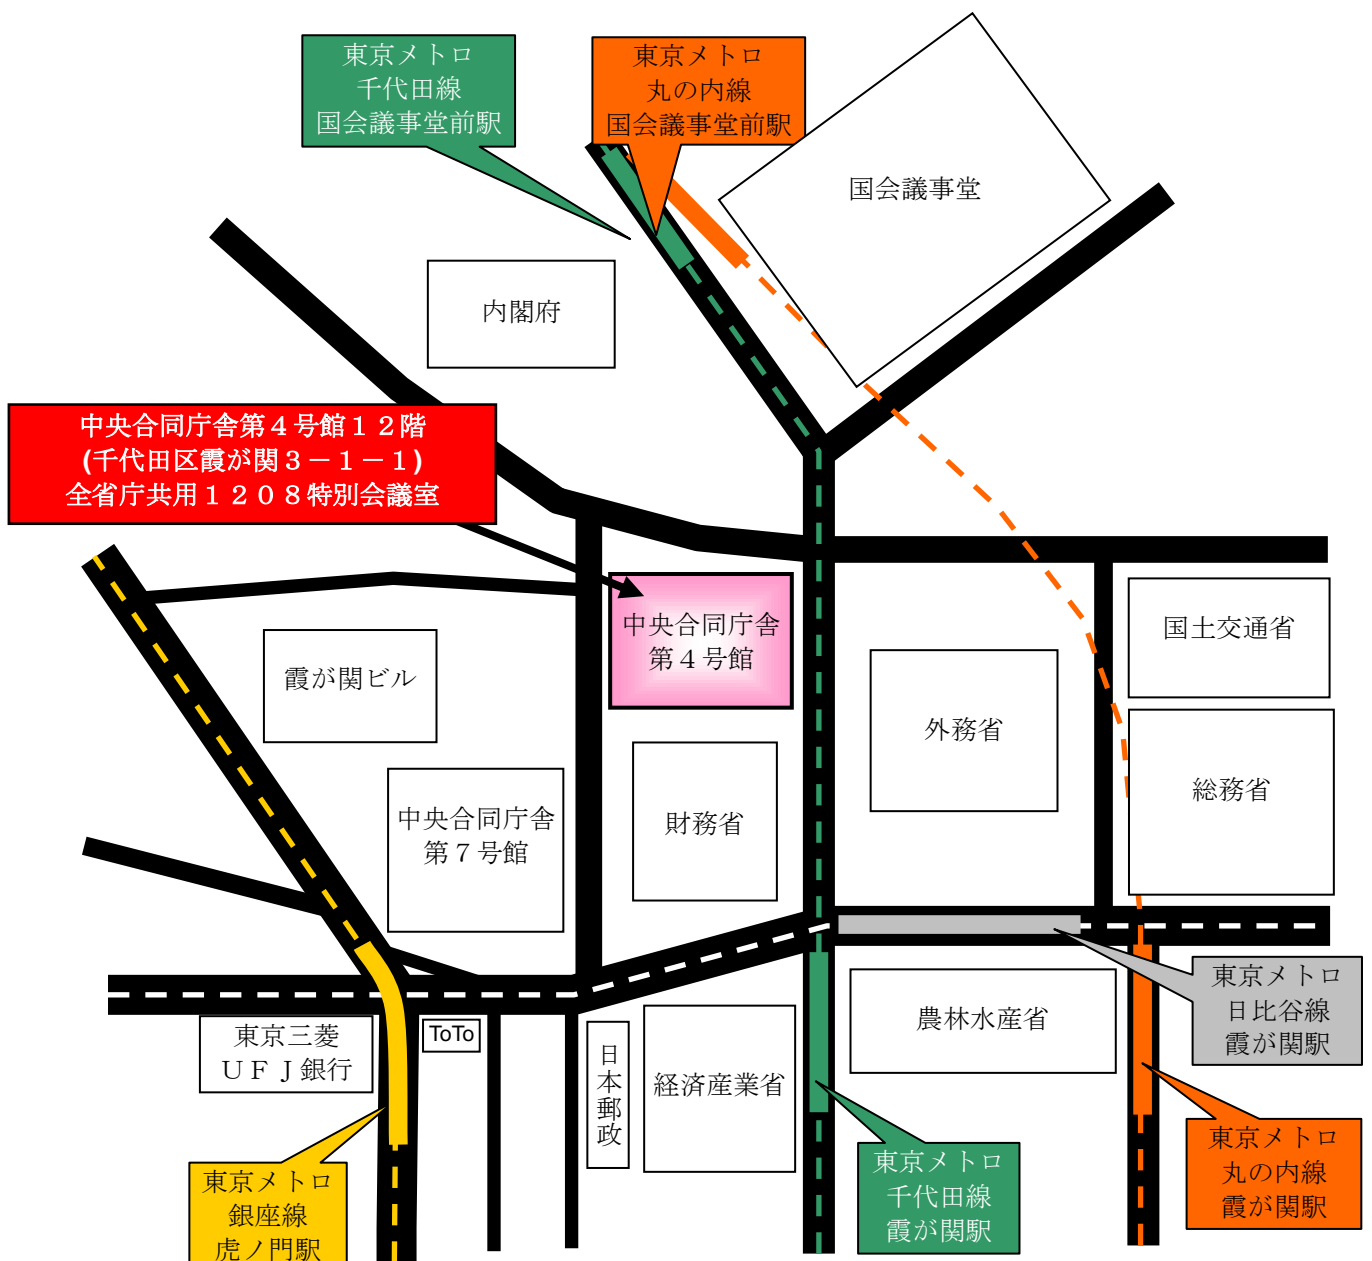 東京メトロ
千代田線
国会議事堂前駅
東京メトロ
丸の内線
国会議事堂前駅
国会議事堂
内閣府
中央合同庁舎第４号館１２階
(千代田区霞が関３－１－１)
全省庁共用１２０８特別会議室
中央合同庁舎
第４号館
国土交通省
霞が関ビル
外務省
総務省
中央合同庁舎
第７号館
財務省
東京メトロ
日比谷線
霞が関駅
農林水産省
東京三菱
ＵＦＪ銀行
ToTo
日本郵政
経済産業省
東京メトロ
銀座線
虎ノ門駅
東京メトロ
千代田線
霞が関駅
東京メトロ
丸の内線
霞が関駅